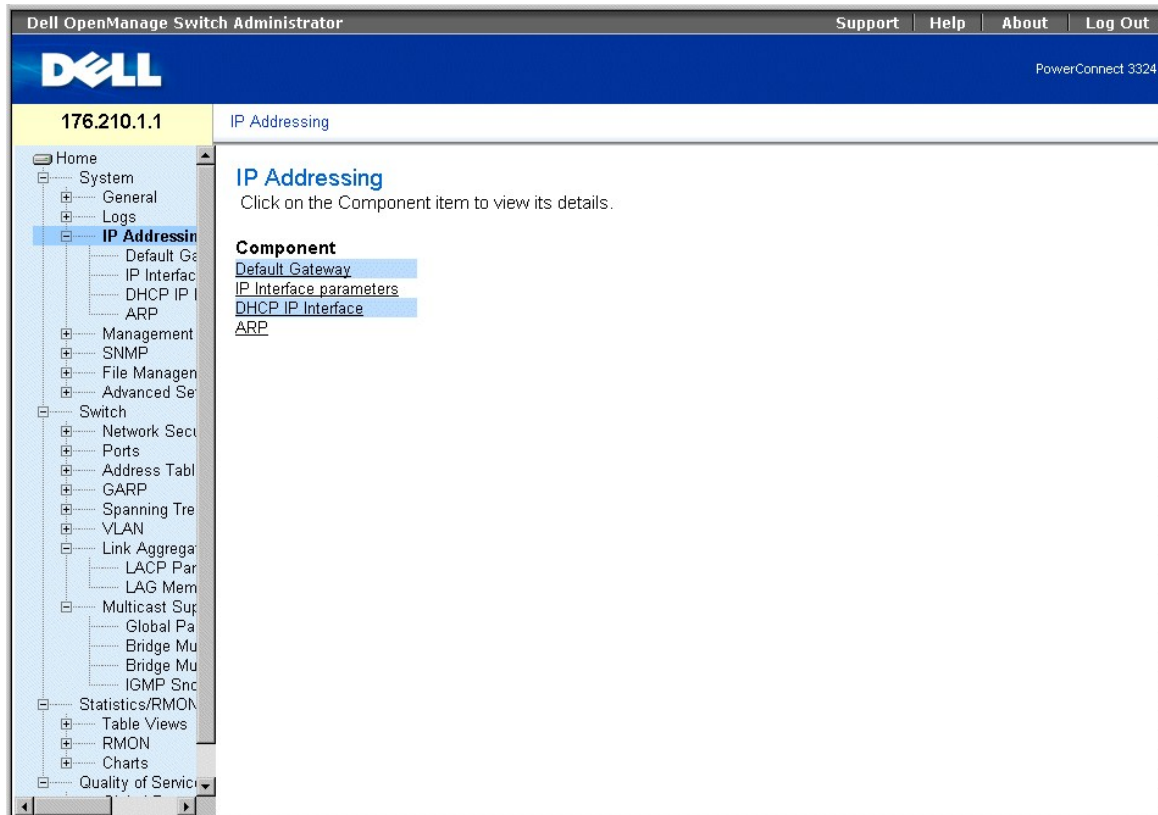 Dell OpenManage Switch Administrator
Support | Help | About | Log Out
DELL
PowerConnect 3324
176.210.1.1
IP Addressing
Home
System
General
Logs
IP Addressin
Default Ga
IP Interfac
DHCP IP I
ARP
Management
SNMP
File Managen
Advanced Se
Switch
Network Secu
Ports
Address Tabl
GARP
Spanning Tre
VLAN
Link Aggrega
LACP Par
LAG Mem
Multicast Sup
Global Pa
Bridge Mu
Bridge Mu
IGMP Sno
Statistics/RMON
Table Views
RMON
Charts
Quality of Servic
IP Addressing
Click on the Component item to view its details.
Component
Default Gateway
IP Interface parameters
DHCP IP Interface
ARP